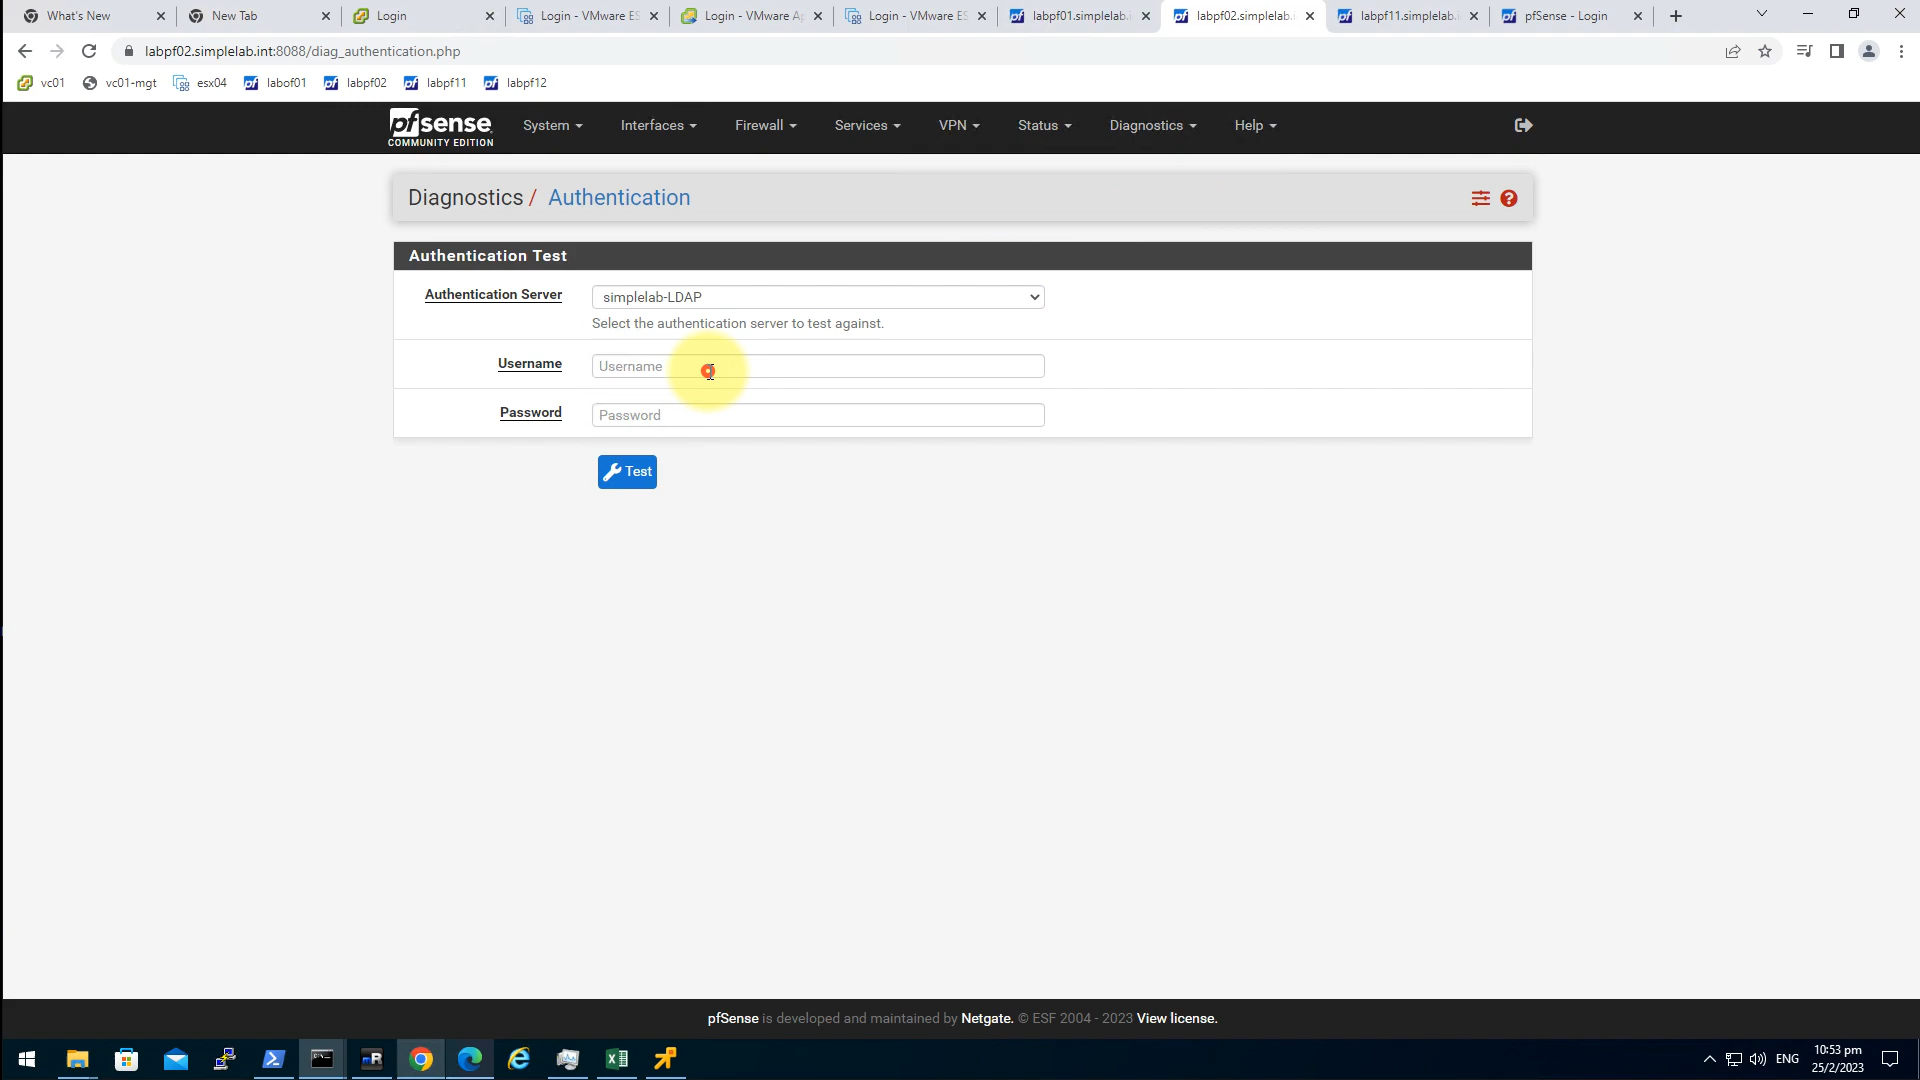 What's New
New Tab
Login
Login - VMware ES
Login - VMware Ap
Login - VMware ES
labpf01.simplelab.i
labpf02.simplelab.i
labpf11.simplelab.i
pfSense - Login
labpf02.simplelab.int:8088/diag_authentication.php
vc01
vc01-mgt
esx04
labof01
labpf02
labpf11
labpf12
pfsense
COMMUNITY EDITION
System
Interfaces
Firewall
Services
VPN
Status
Diagnostics
Help
Diagnostics / Authentication
Authentication Test
Authentication Server
simplelab-LDAP
Select the authentication server to test against.
Username
Username
Password
Password
Test
pfSense is developed and maintained by Netgate. © ESF 2004 - 2023 View license.
ENG
10:53 pm
25/2/2023